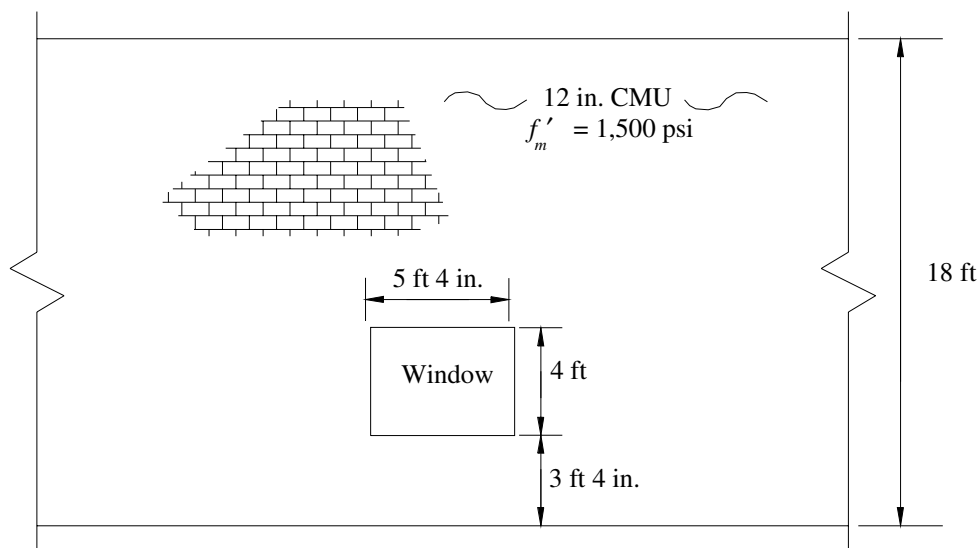 12 in. CMU
f′m = 1,500 psi
5 ft 4 in.
18 ft
Window
4 ft
3 ft 4 in.